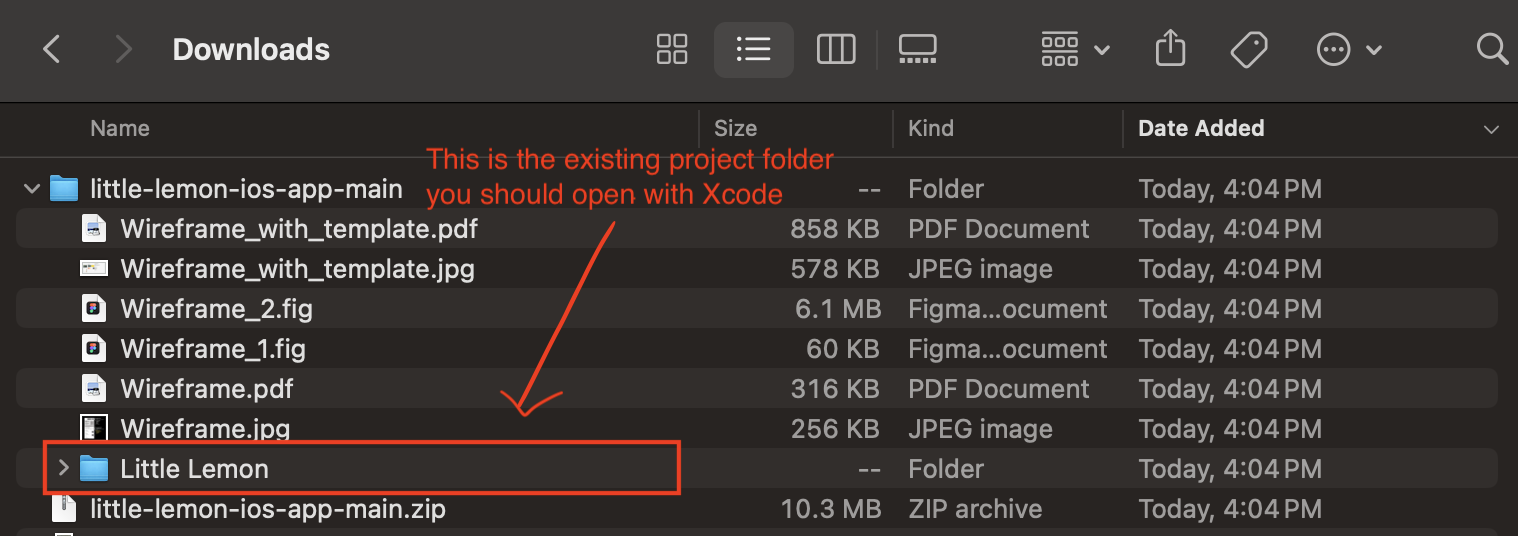 Downloads
Name Size Kind Date Added
This is the existing project folder
you should open with Xcode
little-lemon-ios-app-main -- Folder Today, 4:04 PM
Wireframe_with_template.pdf 858 KB PDF Document Today, 4:04 PM
Wireframe_with_template.jpg 578 KB JPEG image Today, 4:04 PM
Wireframe_2.fig 6.1 MB Figma...ocument Today, 4:04 PM
Wireframe_1.fig 60 KB Figma...ocument Today, 4:04 PM
Wireframe.pdf 316 KB PDF Document Today, 4:04 PM
Wireframe.jpg 256 KB JPEG image Today, 4:04 PM
Little Lemon -- Folder Today, 4:04 PM
little-lemon-ios-app-main.zip 10.3 MB ZIP archive Today, 4:04 PM